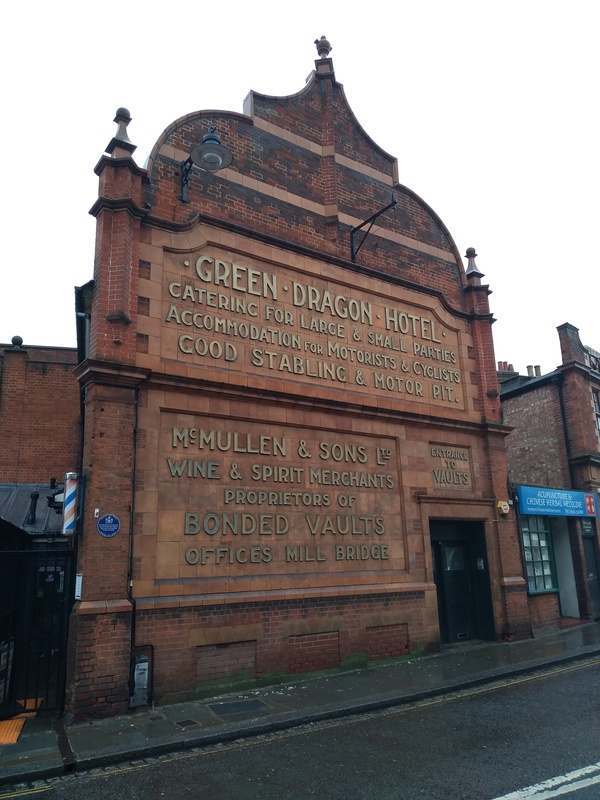 · GREEN · DRAGON · HOTEL ·
CATERING FOR LARGE & SMALL PARTIES
ACCOMMODATION FOR MOTORISTS & CYCLISTS
GOOD STABLING & MOTOR PIT.
McMULLEN & SONS LTD
WINE & SPIRIT MERCHANTS
PROPRIETORS OF
BONDED VAULTS
OFFICES MILL BRIDGE
ENTRANCE
TO
VAULTS
ACUPUNCTURE &
CHINESE HERBAL MEDICINE